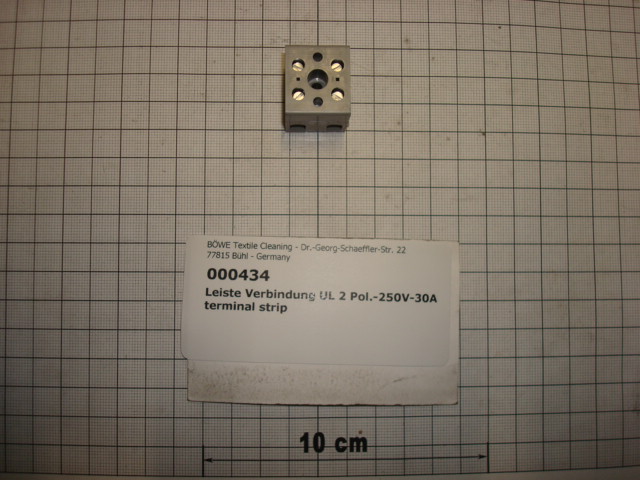 BÖWE Textile Cleaning - Dr.-Georg-Schaeffler-Str. 22
77815 Bühl - Germany
000434
Leiste Verbindung UL 2 Pol.-250V-30A
terminal strip
10 cm